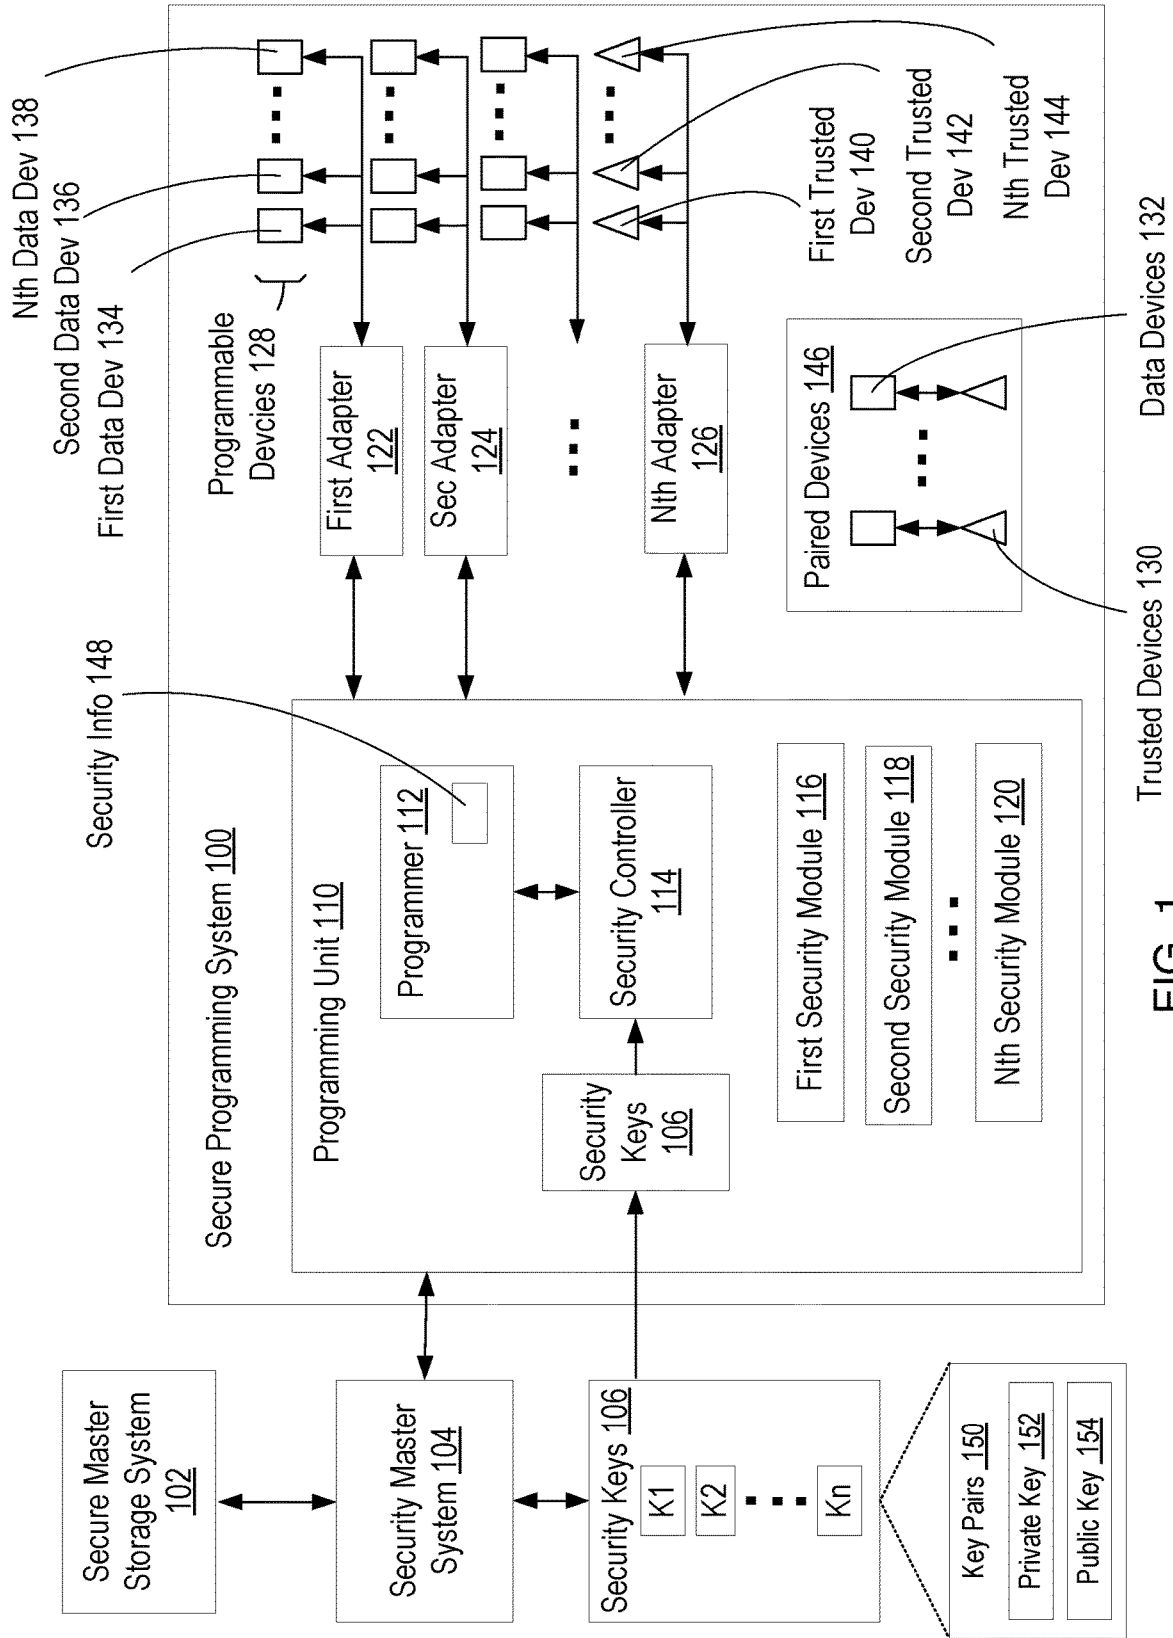 Secure Master
Storage System
102
Security Master
System 104
Security Keys 106
K1
K2
Kn
Key Pairs 150
Private Key 152
Public Key 154
Secure Programming System 100
Programming Unit 110
Security
Keys
106
Programmer 112
Security Info 148
Security Controller
114
First Security Module 116
Second Security Module 118
Nth Security Module 120
First Adapter
122
Sec Adapter
124
Nth Adapter
126
Programmable
Devcies 128
Nth Data Dev 138
Second Data Dev 136
First Data Dev 134
First Trusted
Dev 140
Second Trusted
Dev 142
Nth Trusted
Dev 144
Paired Devices 146
Trusted Devices 130
Data Devices 132
FIG. 1